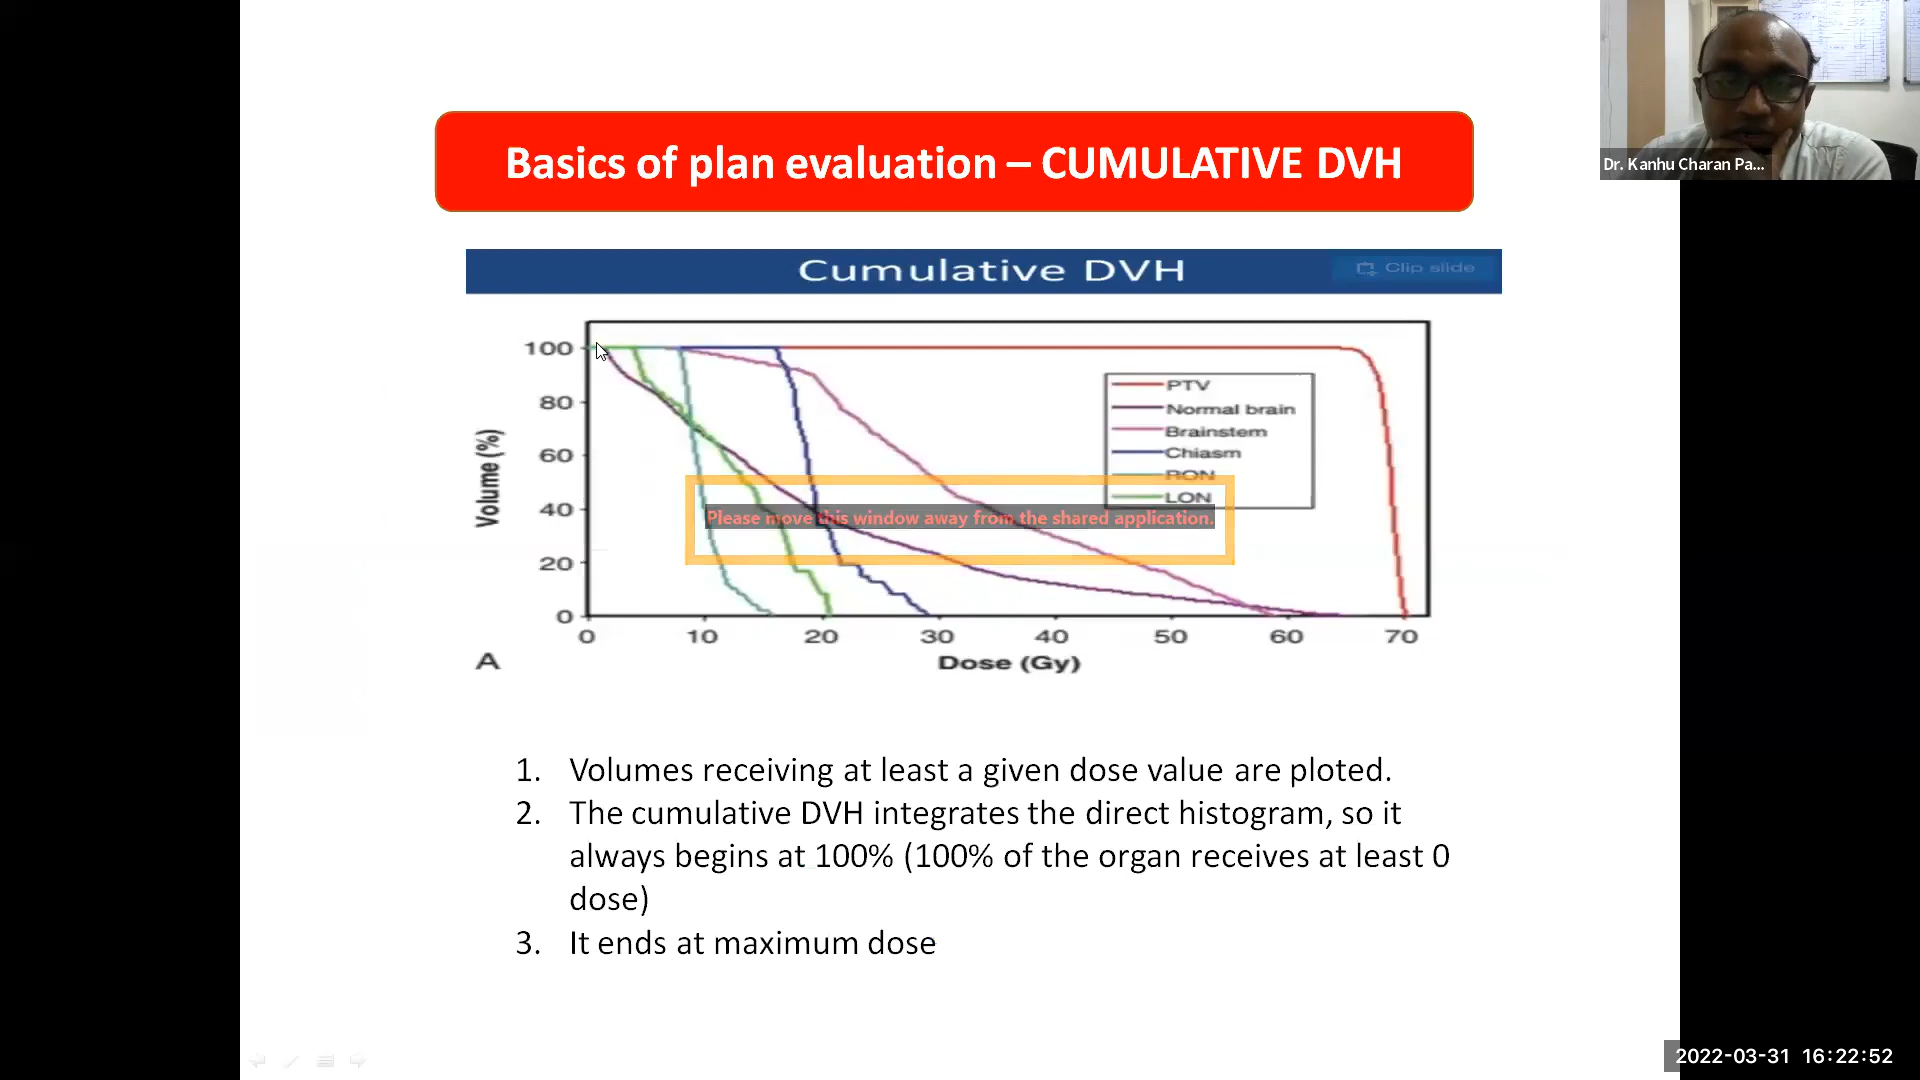 Basics of plan evaluation – CUMULATIVE DVH
Dr. Kanhu Charan Pa...
Cumulative DVH
Clip slide
100
80
60
40
20
0
Volume (%)
PTV
Normal brain
Brainstem
Chiasm
RON
LON
Please move this window away from the shared application.
0 10 20 30 40 50 60 70
A
Dose (Gy)
1. Volumes receiving at least a given dose value are ploted.
2. The cumulative DVH integrates the direct histogram, so it
always begins at 100% (100% of the organ receives at least 0
dose)
3. It ends at maximum dose
2022-03-31 16:22:52